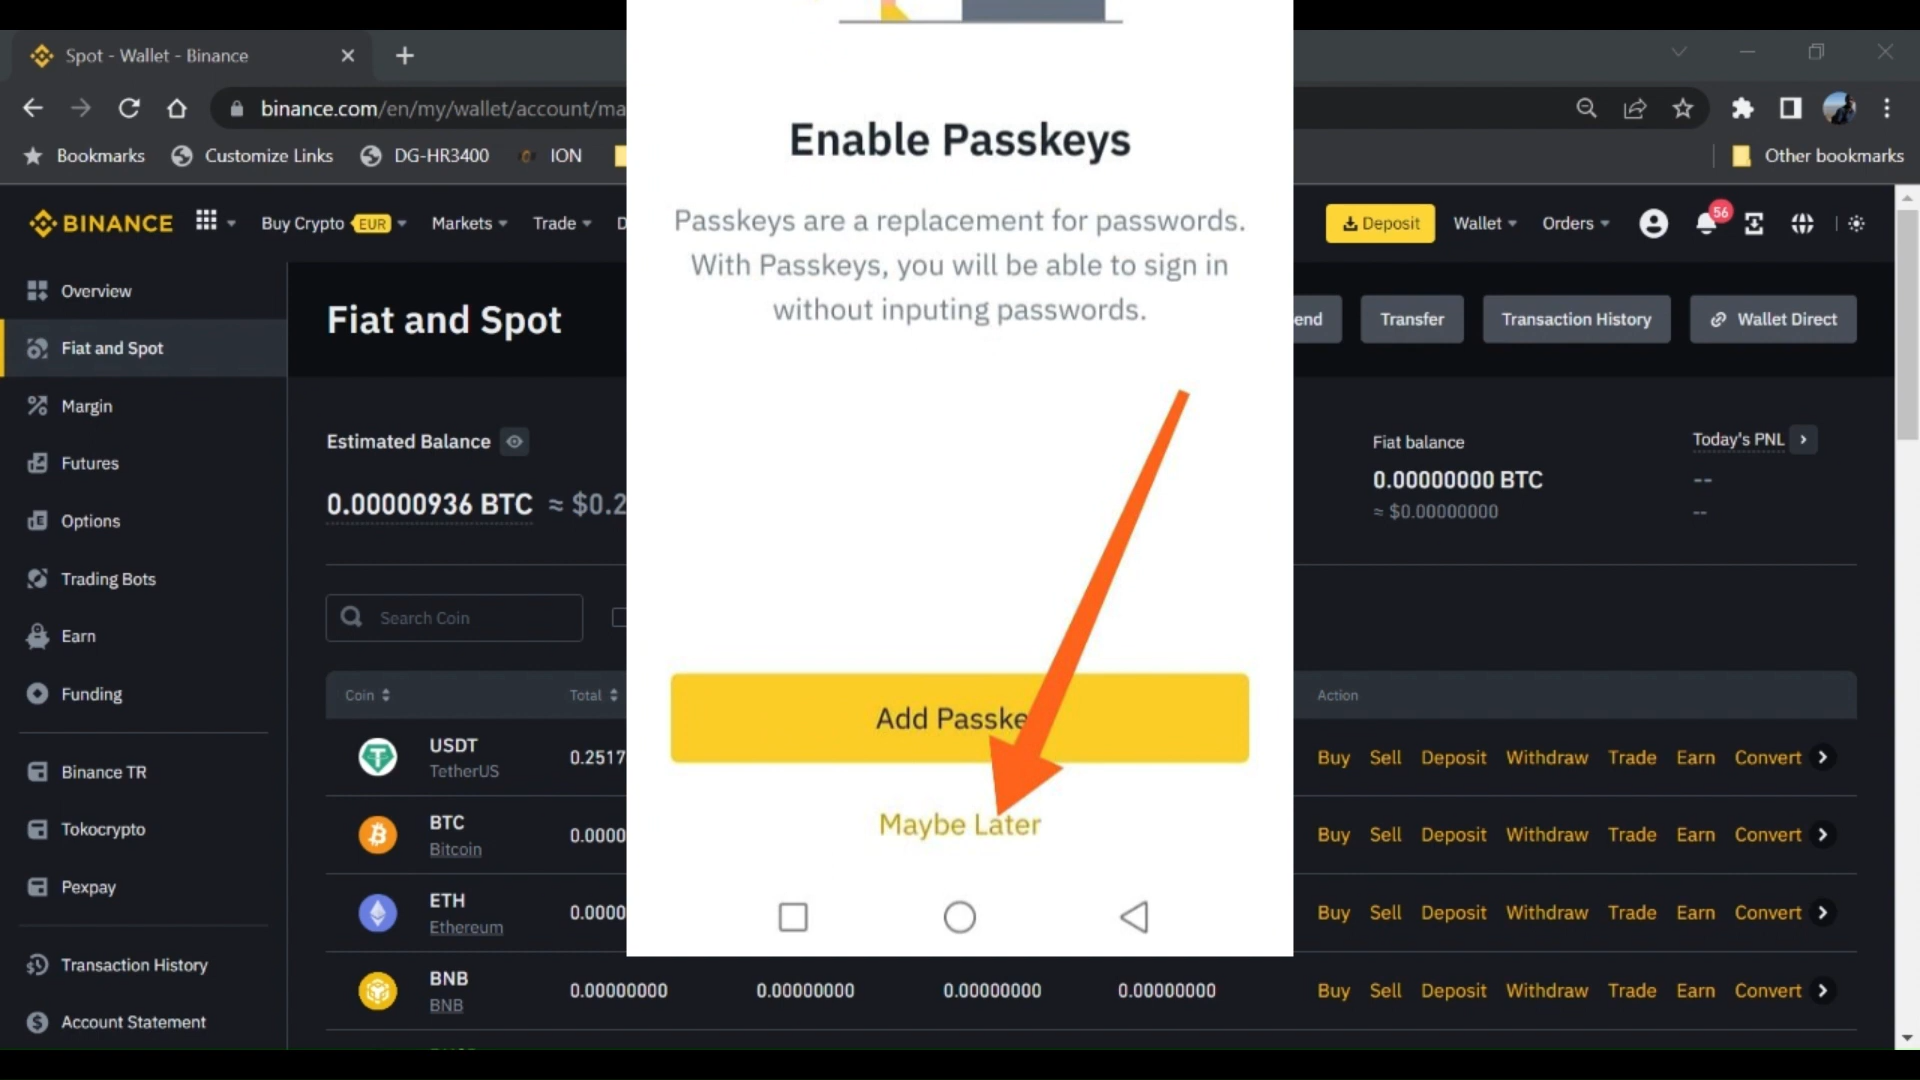 Spot - Wallet - Binance
binance.com/en/my/wallet/account/ma
Bookmarks
Customize Links
DG-HR3400
ION
Other bookmarks
BINANCE
Buy Crypto EUR
Markets
Trade
D
Deposit
Wallet
Orders
56
Overview
Fiat and Spot
Margin
Futures
Options
Trading Bots
Earn
Funding
Binance TR
Tokocrypto
Pexpay
Transaction History
Account Statement
Fiat and Spot
end
Transfer
Transaction History
Wallet Direct
Estimated Balance
0.00000936 BTC ≈ $0.2
Fiat balance
0.00000000 BTC
≈ $0.00000000
Today's PNL
--
--
Search Coin
Coin
Total
Action
USDT
TetherUS
0.2517
Buy Sell Deposit Withdraw Trade Earn Convert
BTC
Bitcoin
0.0000
Buy Sell Deposit Withdraw Trade Earn Convert
ETH
Ethereum
0.0000
Buy Sell Deposit Withdraw Trade Earn Convert
BNB
BNB
0.00000000 0.00000000 0.00000000 0.00000000
Buy Sell Deposit Withdraw Trade Earn Convert
Enable Passkeys
Passkeys are a replacement for passwords.
With Passkeys, you will be able to sign in
without inputing passwords.
Add Passke
Maybe Later